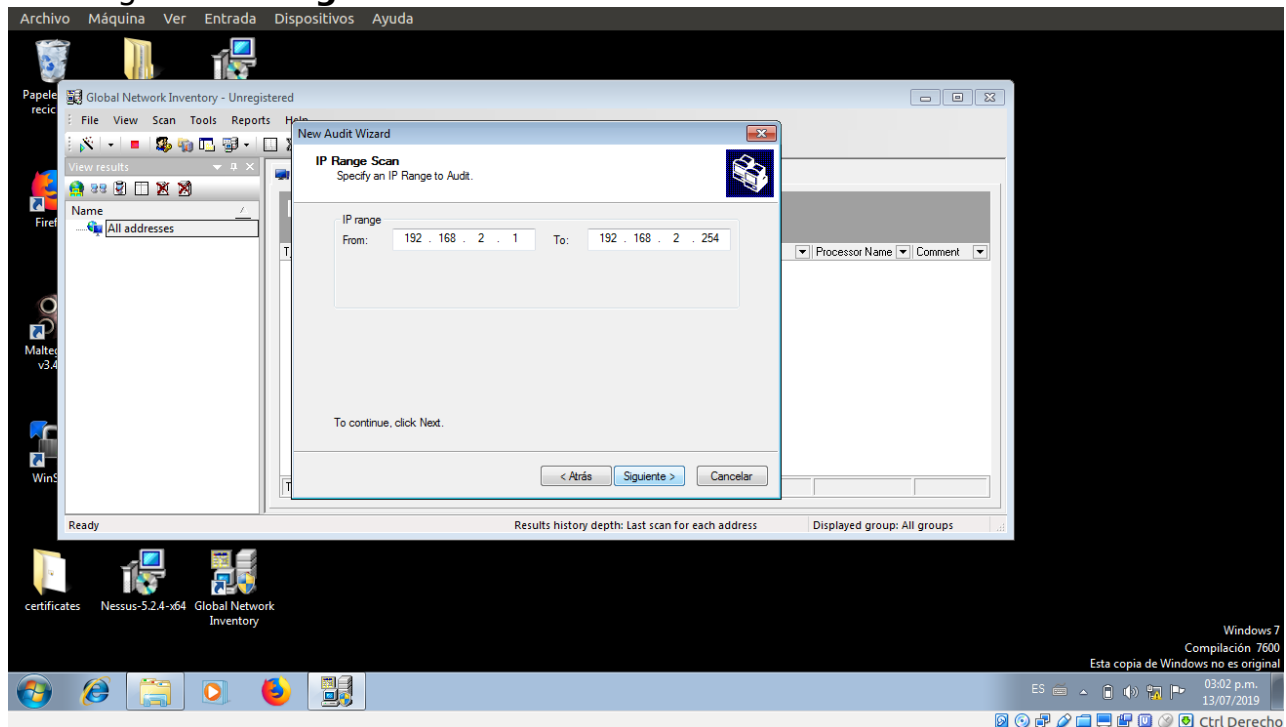 Archivo Máquina Ver Entrada Dispositivos Ayuda
Global Network Inventory - Unregistered
File View Scan Tools Reports
New Audit Wizard
IP Range Scan
Specify an IP Range to Audit.
View results
Name
All addresses
IP range
From: 192 . 168 . 2 . 1 To: 192 . 168 . 2 . 254
Processor Name Comment
To continue, click Next.
< Atrás Siguiente > Cancelar
Ready Results history depth: Last scan for each address Displayed group: All groups
v3.4
certificates Nessus-5.2.4-x64 Global Network
Inventory
Windows 7
Compilación 7600
Esta copia de Windows no es original
ES 03:02 p.m.
13/07/2019
Ctrl Derecho